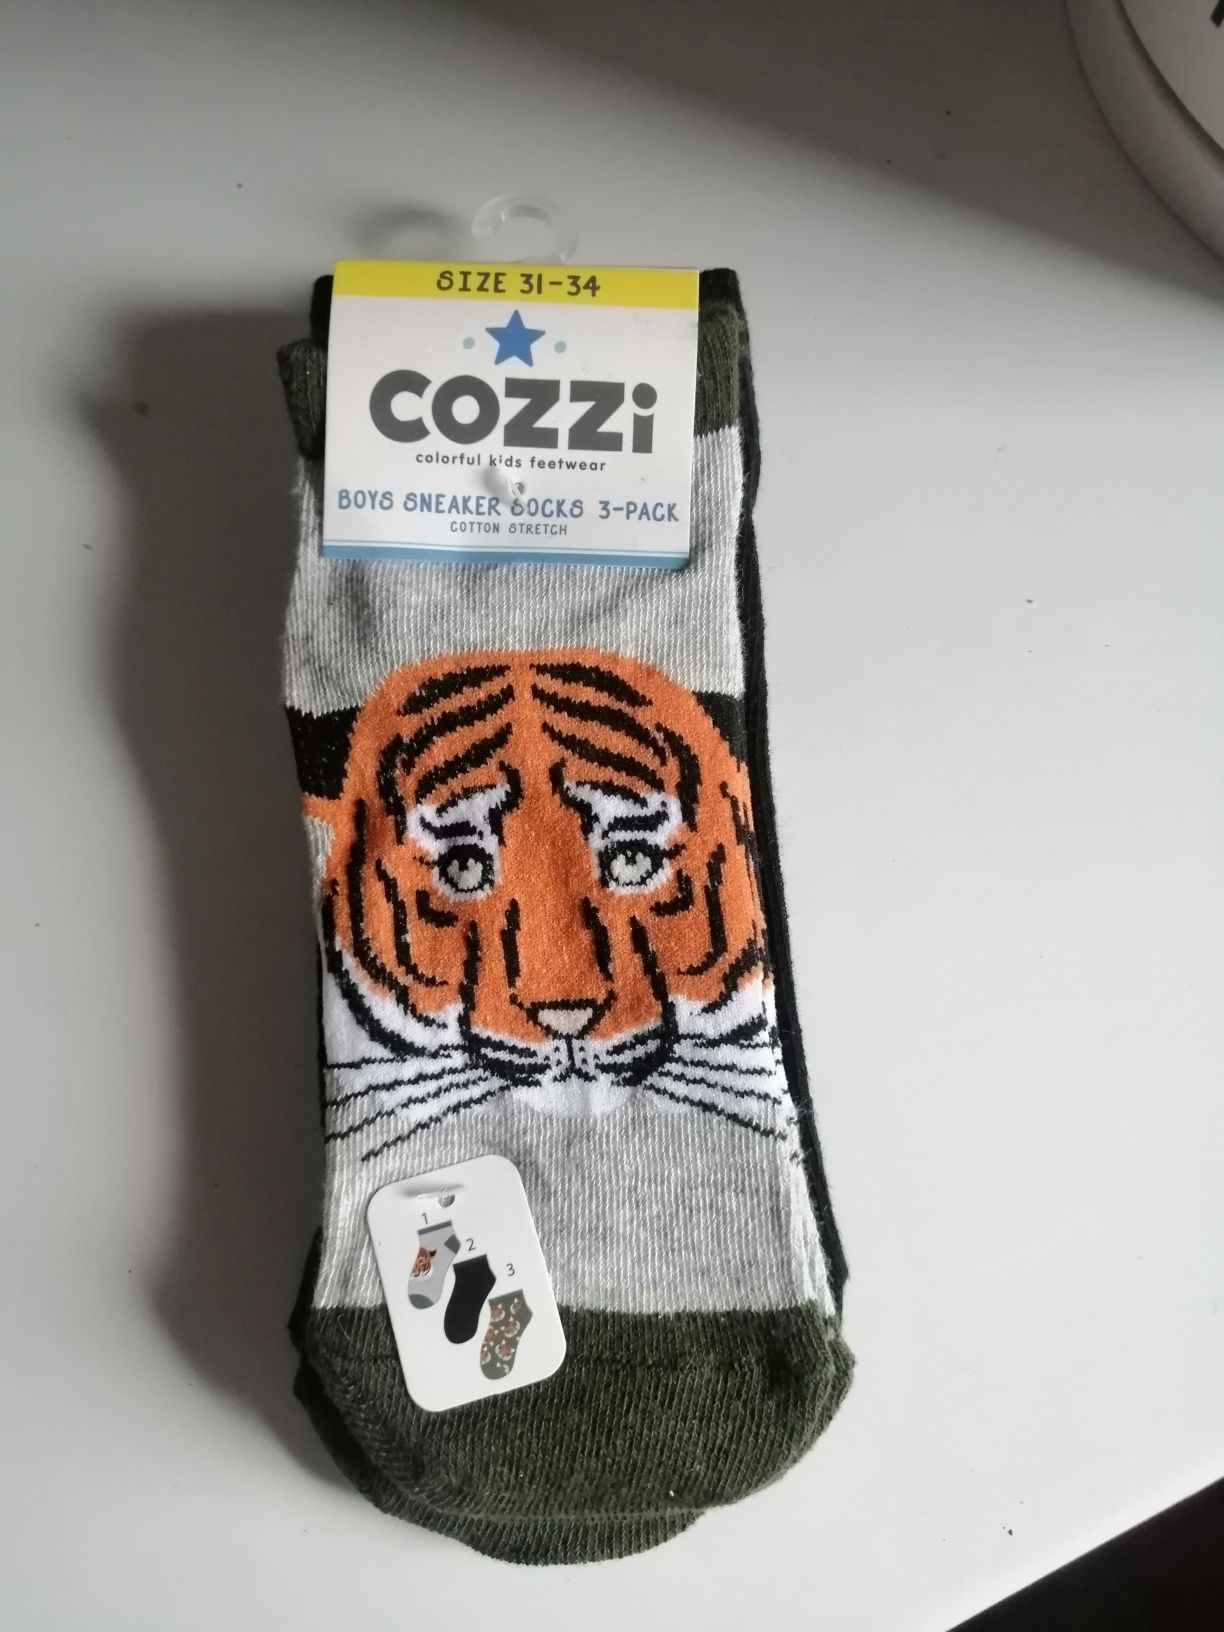 SIZE 31-34
COZZi
colorful kids feetwear
BOYS SNEAKER SOCKS 3-PACK
COTTON STRETCH
1
2
3